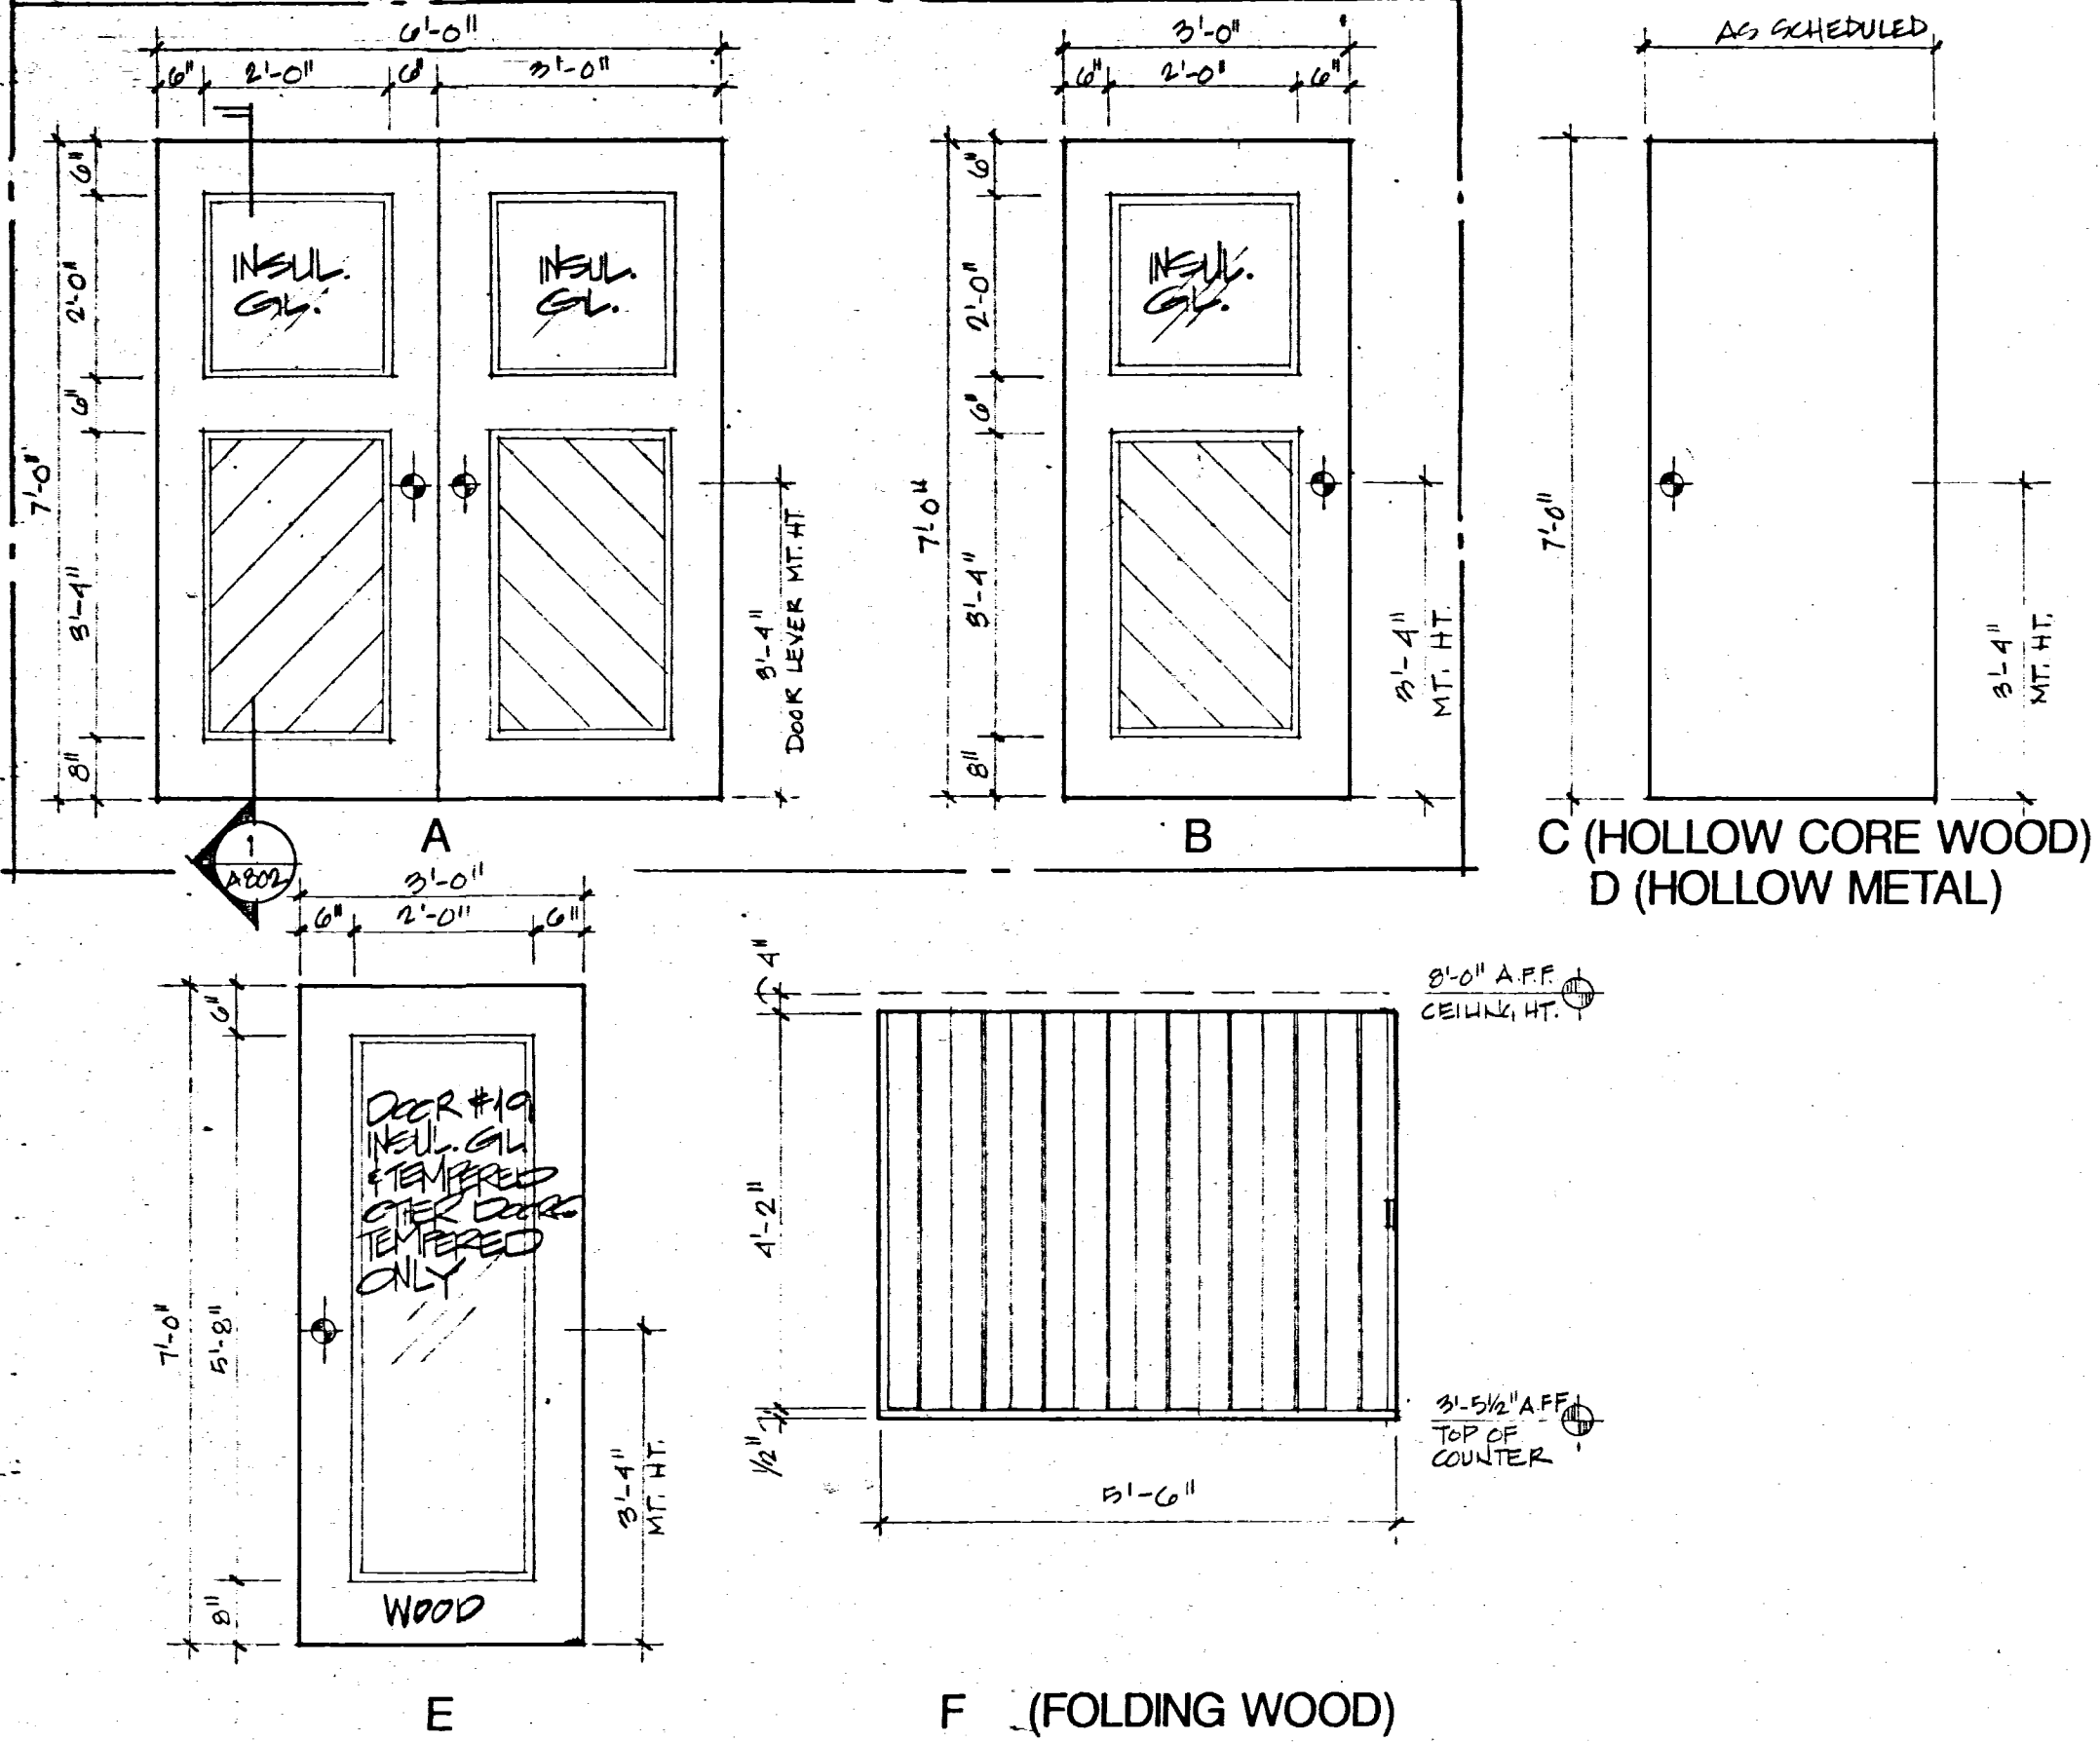 6'-0"
6" 2'-0" 6" 3'-0"
7'-0"
6"
2'-0"
6"
3'-4"
8"
INSUL.
GL.
INSUL.
GL.
3'-4"
DOOR LEVER MT. HT.
A
1
A802
3'-0"
6" 2'-0" 6"
7'-0"
6"
2'-0"
6"
3'-4"
8"
INSUL.
GL.
3'-4"
MT. HT.
B
AS SCHEDULED
7'-0"
3'-4"
MT. HT.
C (HOLLOW CORE WOOD)
D (HOLLOW METAL)
3'-0"
6" 2'-0" 6"
7'-0"
6"
5'-8"
8"
DOOR #19
INSUL. GL
& TEMPERED
OTHER DOORS
TEMPERED
ONLY
WOOD
3'-4"
MT. HT.
E
4"
4'-2"
1/2"
5'-6"
8'-0" A.F.F.
CEILING HT.
3'-5 1/2" A.F.F.
TOP OF
COUNTER
F (FOLDING WOOD)